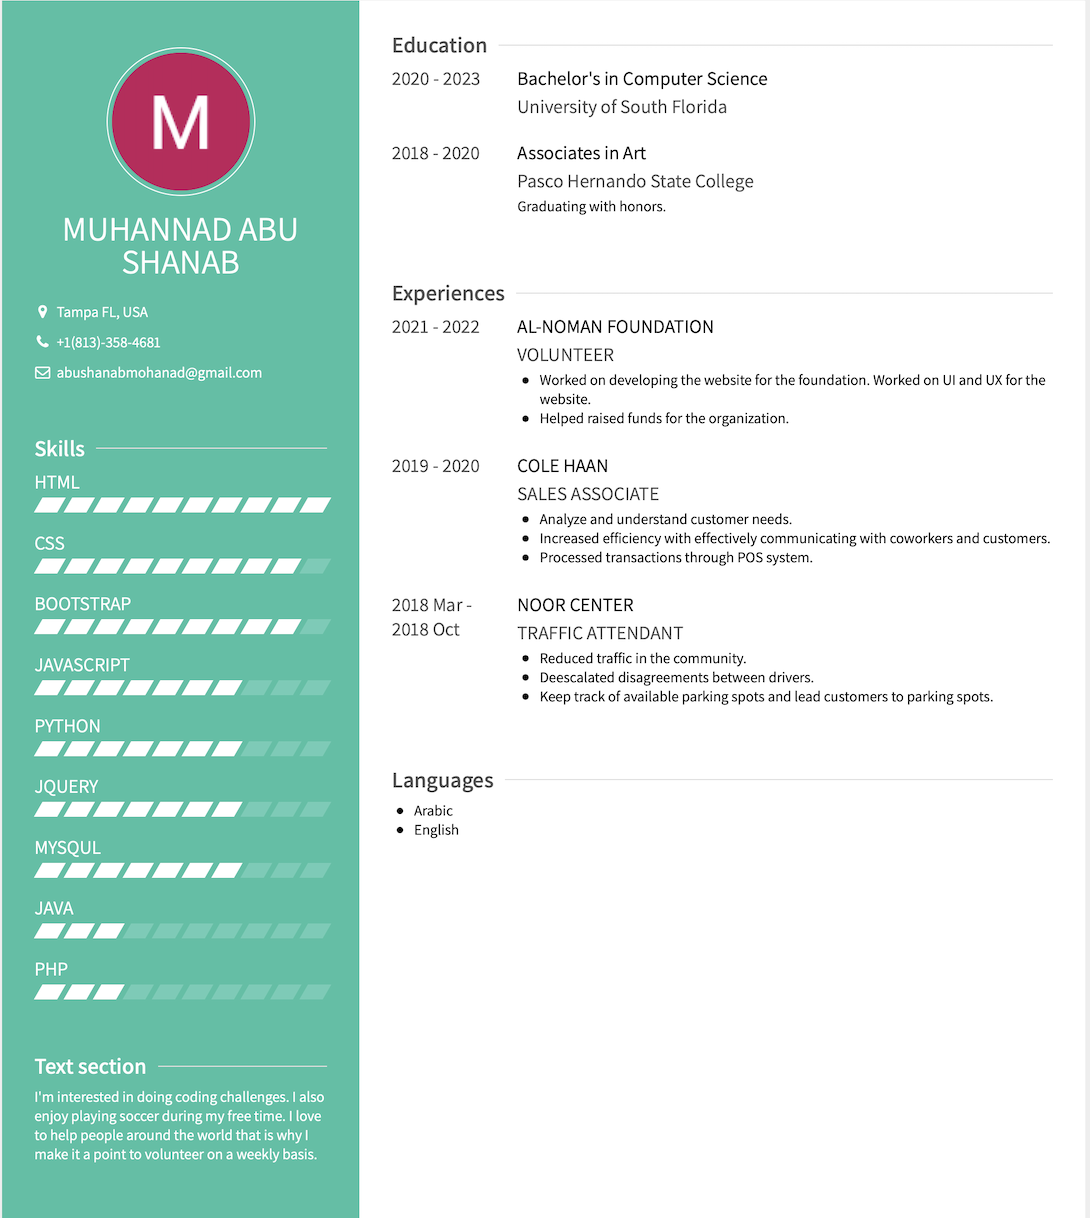 M
MUHANNAD ABU
SHANAB
Tampa FL, USA
+1(813)-358-4681
abushanabmohanad@gmail.com
Skills
HTML
CSS
BOOTSTRAP
JAVASCRIPT
PYTHON
JQUERY
MYSQUL
JAVA
PHP
Text section
I'm interested in doing coding challenges. I also
enjoy playing soccer during my free time. I love
to help people around the world that is why I
make it a point to volunteer on a weekly basis.
Education
2020 - 2023 Bachelor's in Computer Science
University of South Florida
2018 - 2020 Associates in Art
Pasco Hernando State College
Graduating with honors.
Experiences
2021 - 2022 AL-NOMAN FOUNDATION
VOLUNTEER
● Worked on developing the website for the foundation. Worked on UI and UX for the
website.
● Helped raised funds for the organization.
2019 - 2020 COLE HAAN
SALES ASSOCIATE
● Analyze and understand customer needs.
● Increased efficiency with effectively communicating with coworkers and customers.
● Processed transactions through POS system.
2018 Mar - NOOR CENTER
2018 Oct TRAFFIC ATTENDANT
● Reduced traffic in the community.
● Deescalated disagreements between drivers.
● Keep track of available parking spots and lead customers to parking spots.
Languages
● Arabic
● English